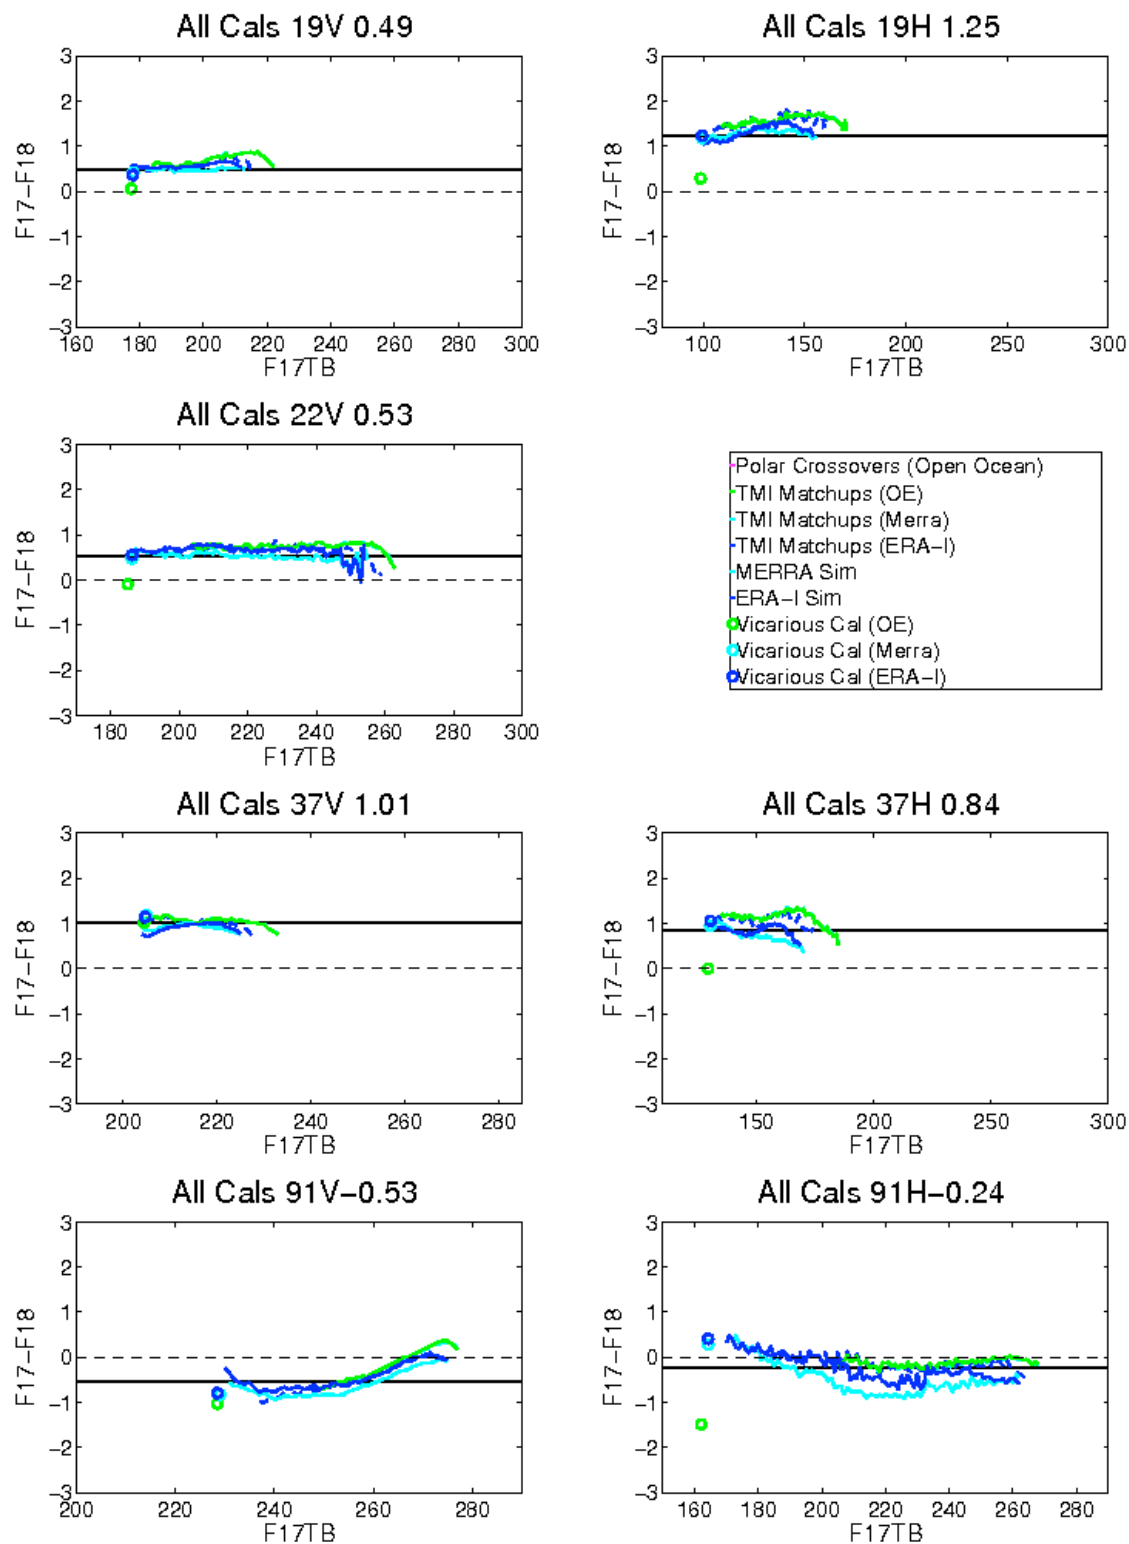 All Cals 19V 0.49
3
2
1
0
−1
−2
−3
F17−F18
160 180 200 220 240 260 280 300
F17TB
All Cals 19H 1.25
3
2
1
0
−1
−2
−3
F17−F18
100 150 200 250 300
F17TB
All Cals 22V 0.53
3
2
1
0
−1
−2
−3
F17−F18
180 200 220 240 260 280 300
F17TB
Polar Crossovers (Open Ocean)
TMI Matchups (OE)
TMI Matchups (Merra)
TMI Matchups (ERA−I)
MERRA Sim
ERA−I Sim
Vicarious Cal (OE)
Vicarious Cal (Merra)
Vicarious Cal (ERA−I)
All Cals 37V 1.01
3
2
1
0
−1
−2
−3
F17−F18
200 220 240 260 280
F17TB
All Cals 37H 0.84
3
2
1
0
−1
−2
−3
F17−F18
150 200 250 300
F17TB
All Cals 91V−0.53
3
2
1
0
−1
−2
−3
F17−F18
200 220 240 260 280
F17TB
All Cals 91H−0.24
3
2
1
0
−1
−2
−3
F17−F18
160 180 200 220 240 260 280
F17TB